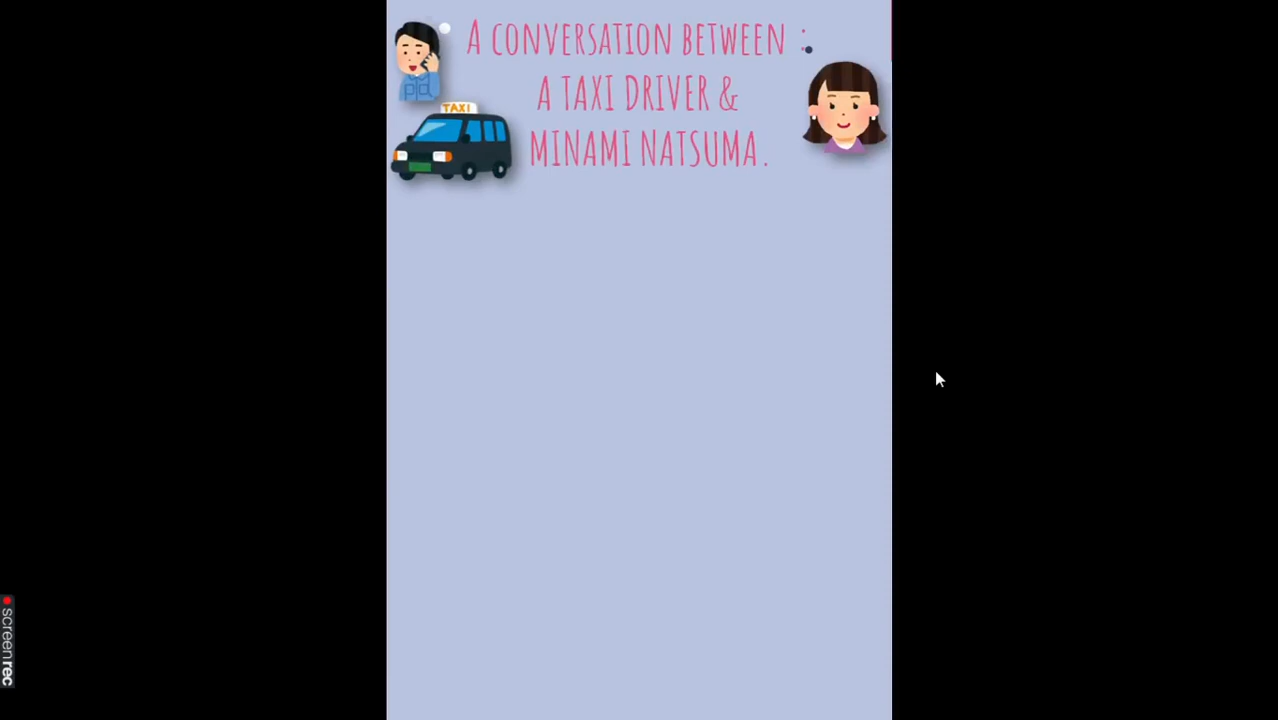 A CONVERSATION BETWEEN :
A TAXI DRIVER &
MINAMI NATSUMA.
TAXI
screenrec